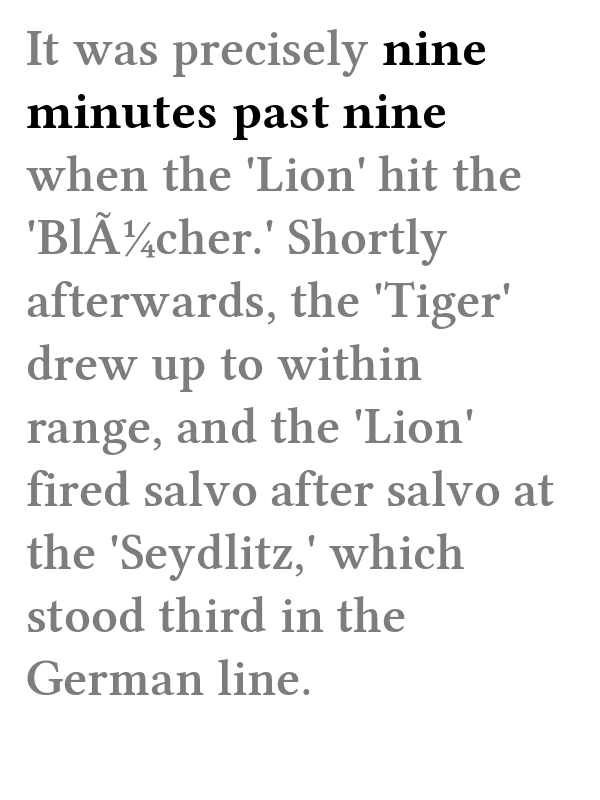 It was precisely nine
minutes past nine
when the 'Lion' hit the
'BlÃ¼cher.' Shortly
afterwards, the 'Tiger'
drew up to within
range, and the 'Lion'
fired salvo after salvo at
the 'Seydlitz,' which
stood third in the
German line.